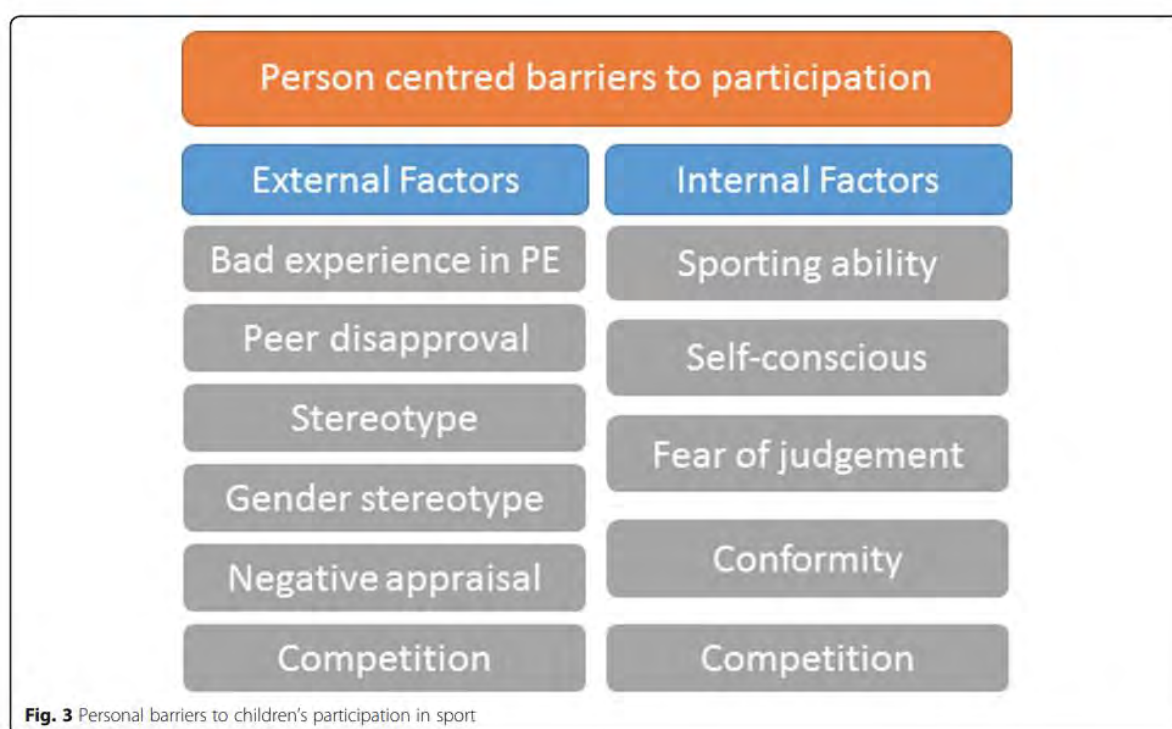 Person centred barriers to participation
External Factors
Internal Factors
Bad experience in PE
Peer disapproval
Stereotype
Gender stereotype
Negative appraisal
Competition
Sporting ability
Self-conscious
Fear of judgement
Conformity
Competition
Fig. 3 Personal barriers to children's participation in sport